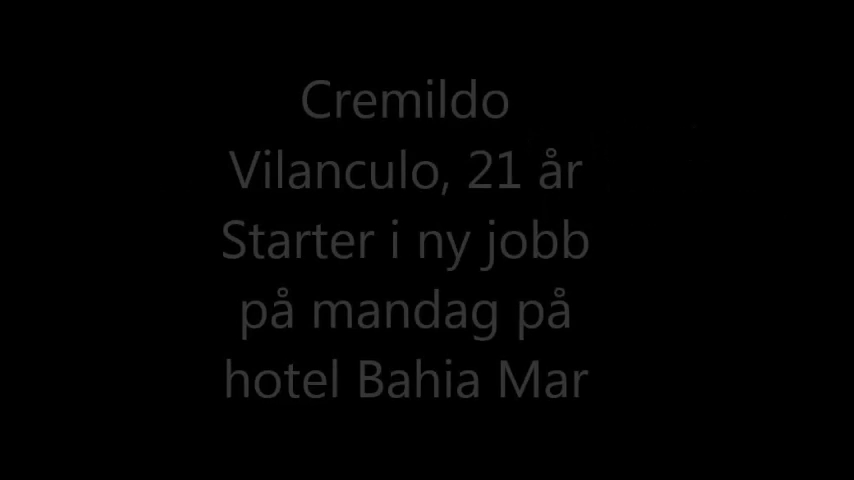 Cremildo
Vilanculo, 21 år
Starter i ny jobb
på mandag på
hotel Bahia Mar